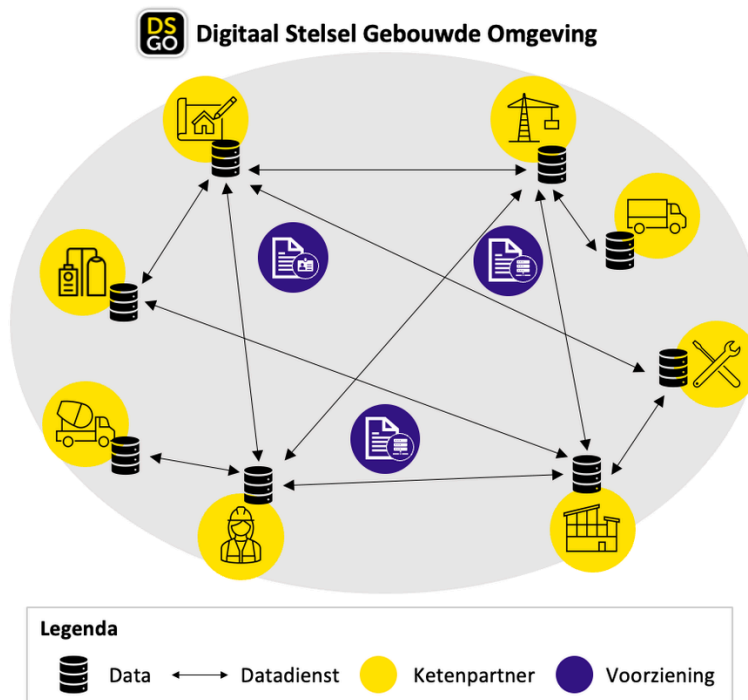 DS
GO
Digitaal Stelsel Gebouwde Omgeving
Legenda
Data
Datadienst
Ketenpartner
Voorziening